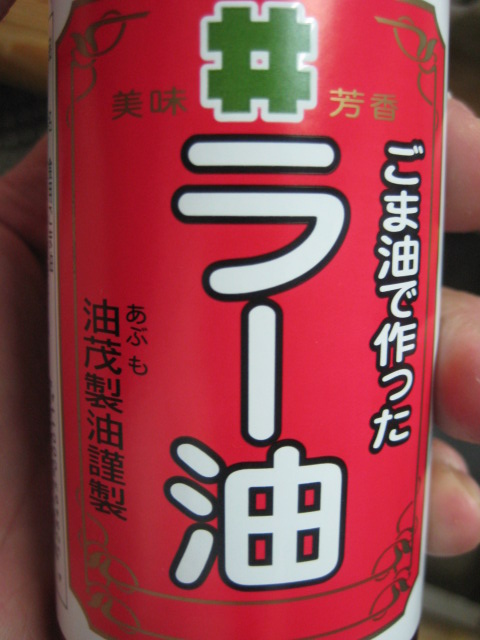 美味 芳香
ごま油で作った
ラー油
あぶも
油茂製油謹製